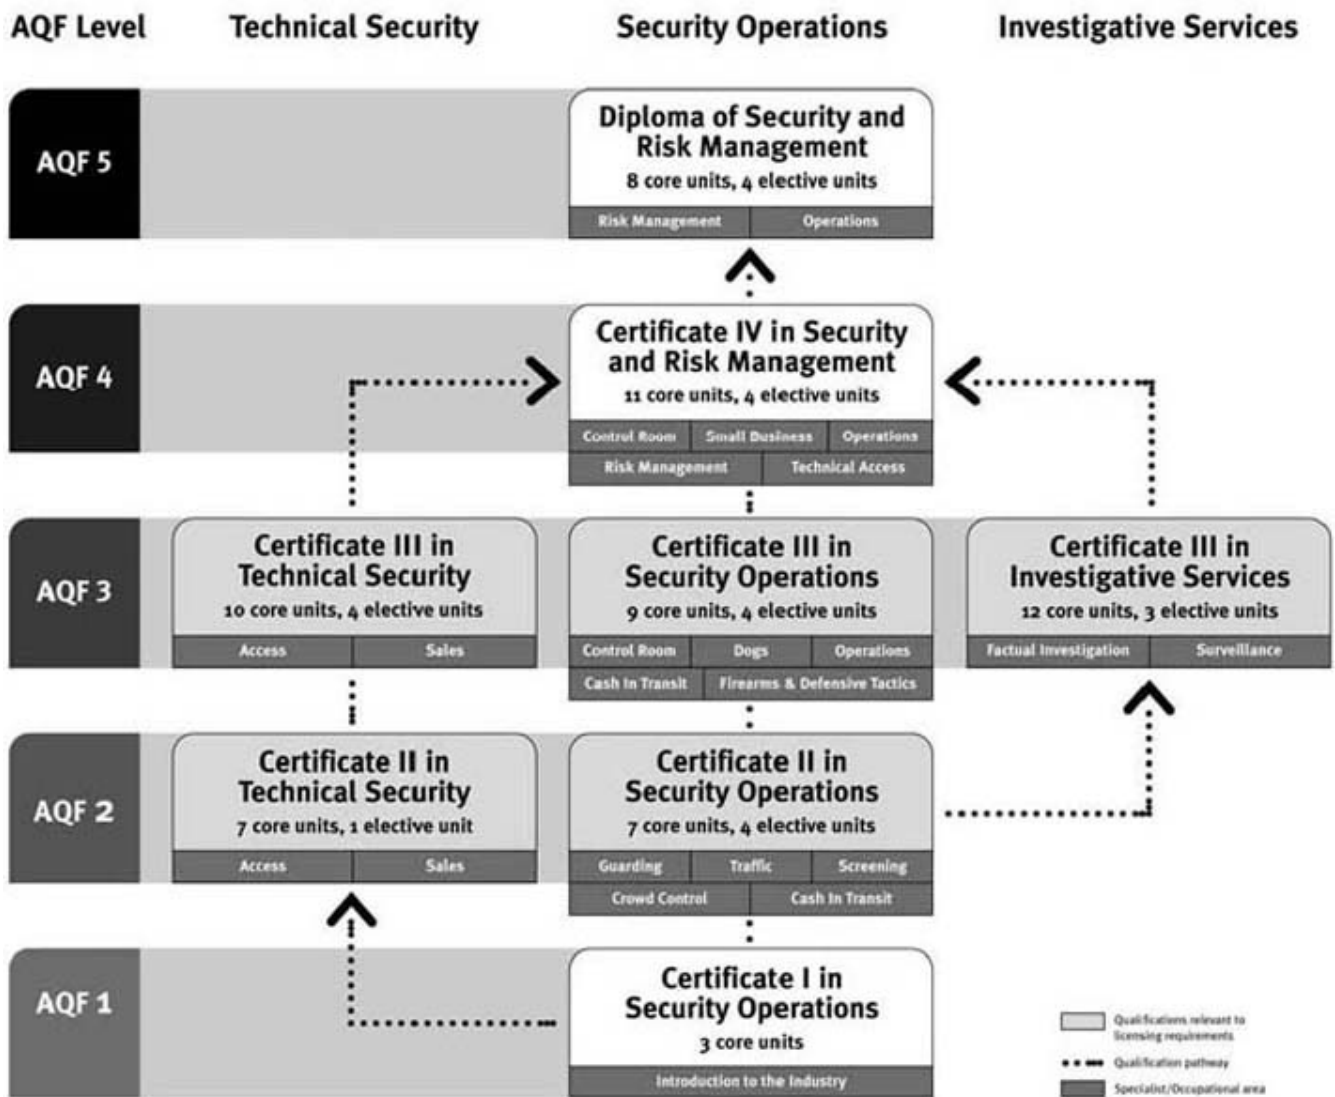 AQF Level Technical Security Security Operations Investigative Services
AQF 5
Diploma of Security and
Risk Management
8 core units, 4 elective units
Risk Management Operations
AQF 4
Certificate IV in Security
and Risk Management
11 core units, 4 elective units
Control Room Small Business Operations
Risk Management Technical Access
AQF 3
Certificate III in
Technical Security
10 core units, 4 elective units
Access Sales
Certificate III in
Security Operations
9 core units, 4 elective units
Control Room Dogs Operations
Cash In Transit Firearms & Defensive Tactics
Certificate III in
Investigative Services
12 core units, 3 elective units
Factual Investigation Surveillance
AQF 2
Certificate II in
Technical Security
7 core units, 1 elective unit
Access Sales
Certificate II in
Security Operations
7 core units, 4 elective units
Guarding Traffic Screening
Crowd Control Cash In Transit
AQF 1
Certificate I in
Security Operations
3 core units
Introduction to the Industry
Qualifications relevant to
licensing requirements
Qualification pathway
Specialist/Occupational area